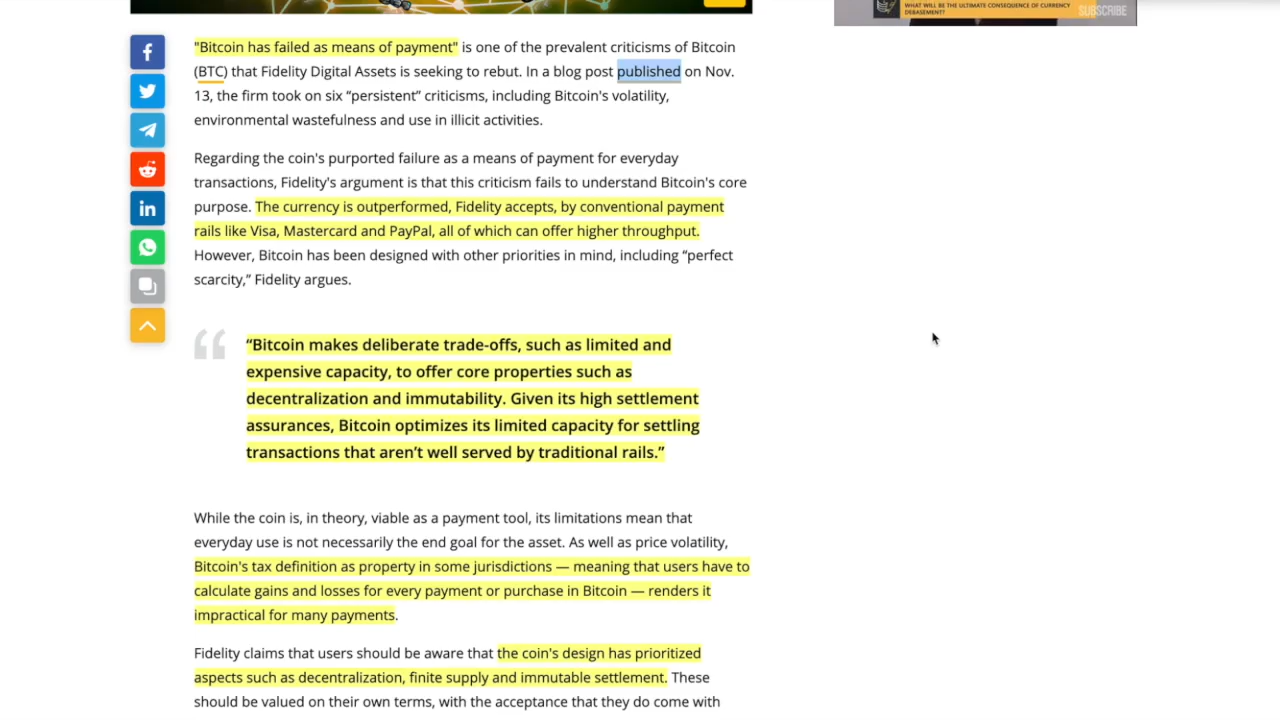 WHAT WILL BE THE ULTIMATE CONSEQUENCE OF CURRENCY
DEBASEMENT?
SUBSCRIBE
"Bitcoin has failed as means of payment" is one of the prevalent criticisms of Bitcoin
(BTC) that Fidelity Digital Assets is seeking to rebut. In a blog post published on Nov.
13, the firm took on six “persistent” criticisms, including Bitcoin's volatility,
environmental wastefulness and use in illicit activities.
Regarding the coin's purported failure as a means of payment for everyday
transactions, Fidelity's argument is that this criticism fails to understand Bitcoin's core
purpose. The currency is outperformed, Fidelity accepts, by conventional payment
rails like Visa, Mastercard and PayPal, all of which can offer higher throughput.
However, Bitcoin has been designed with other priorities in mind, including “perfect
scarcity,” Fidelity argues.
“Bitcoin makes deliberate trade-offs, such as limited and
expensive capacity, to offer core properties such as
decentralization and immutability. Given its high settlement
assurances, Bitcoin optimizes its limited capacity for settling
transactions that aren’t well served by traditional rails.”
While the coin is, in theory, viable as a payment tool, its limitations mean that
everyday use is not necessarily the end goal for the asset. As well as price volatility,
Bitcoin's tax definition as property in some jurisdictions — meaning that users have to
calculate gains and losses for every payment or purchase in Bitcoin — renders it
impractical for many payments.
Fidelity claims that users should be aware that the coin's design has prioritized
aspects such as decentralization, finite supply and immutable settlement. These
should be valued on their own terms, with the acceptance that they do come with